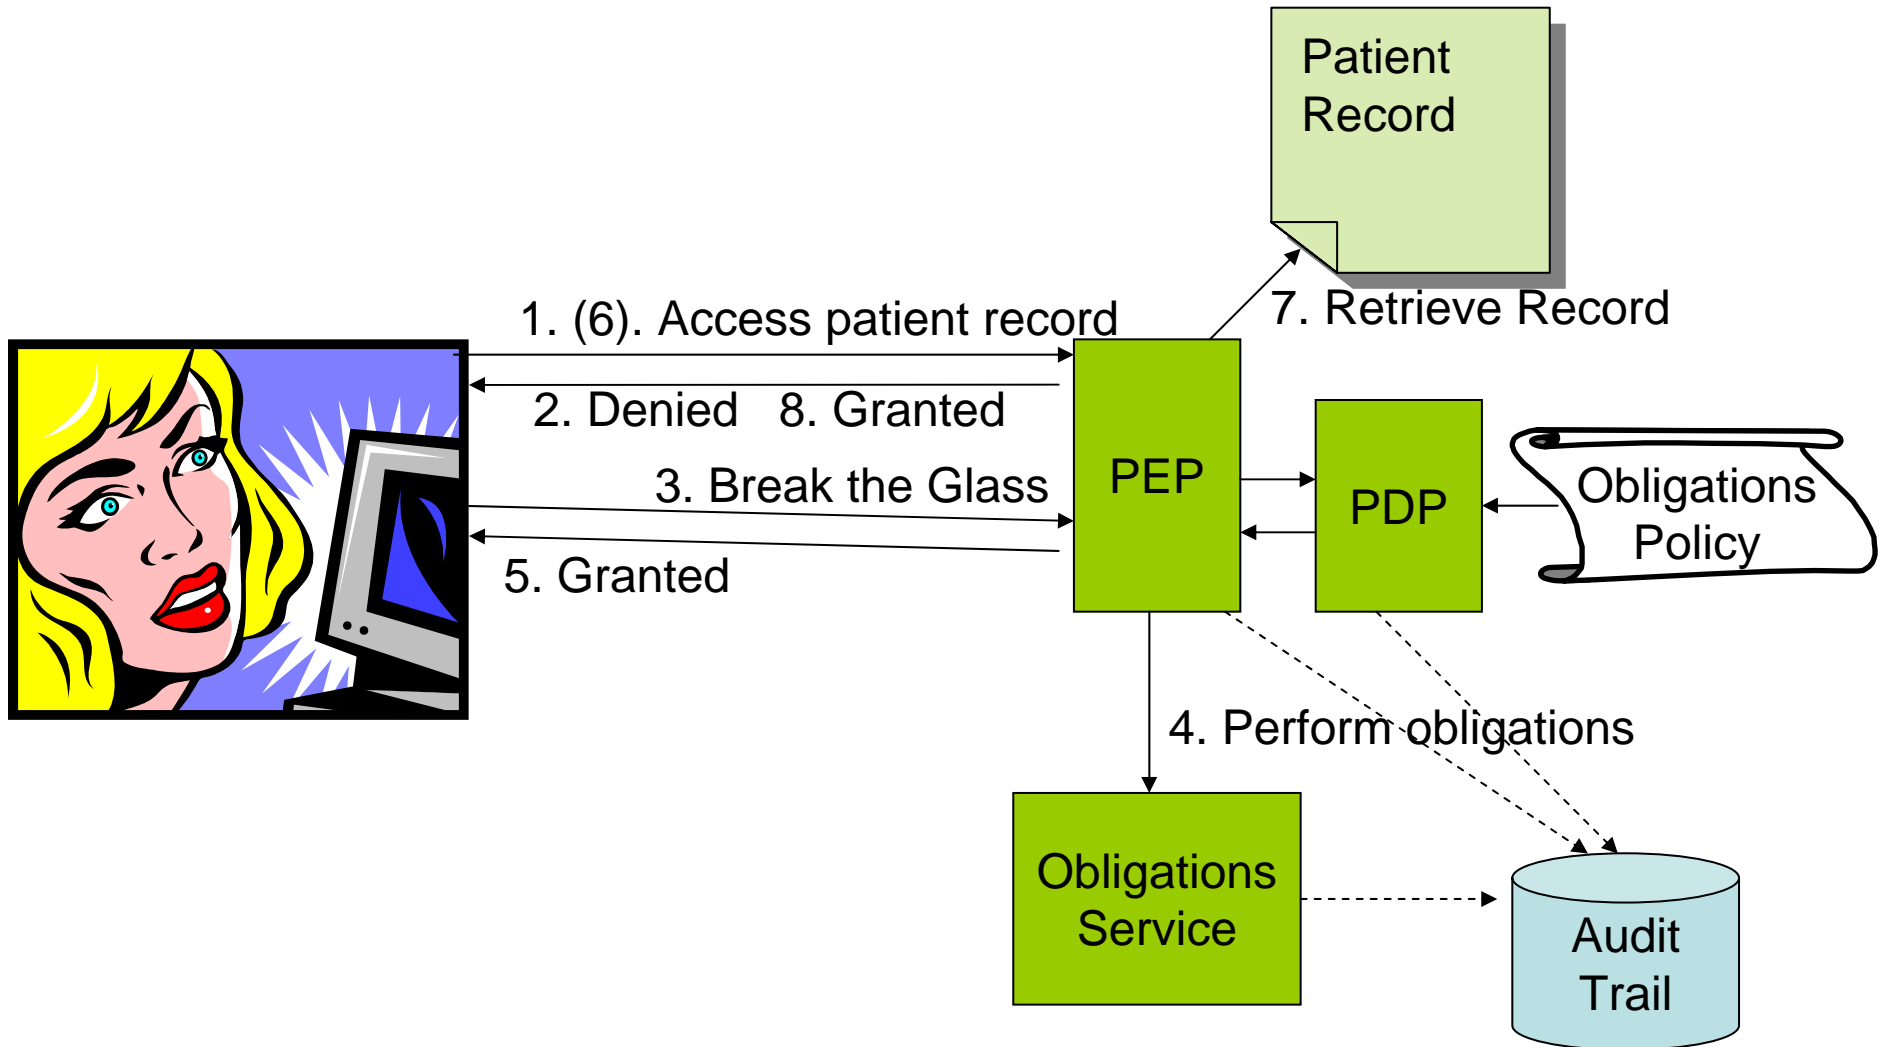 Patient
Record
1. (6). Access patient record
7. Retrieve Record
2. Denied 8. Granted
3. Break the Glass
PEP
PDP
Obligations
Policy
5. Granted
4. Perform obligations
Obligations
Service
Audit
Trail